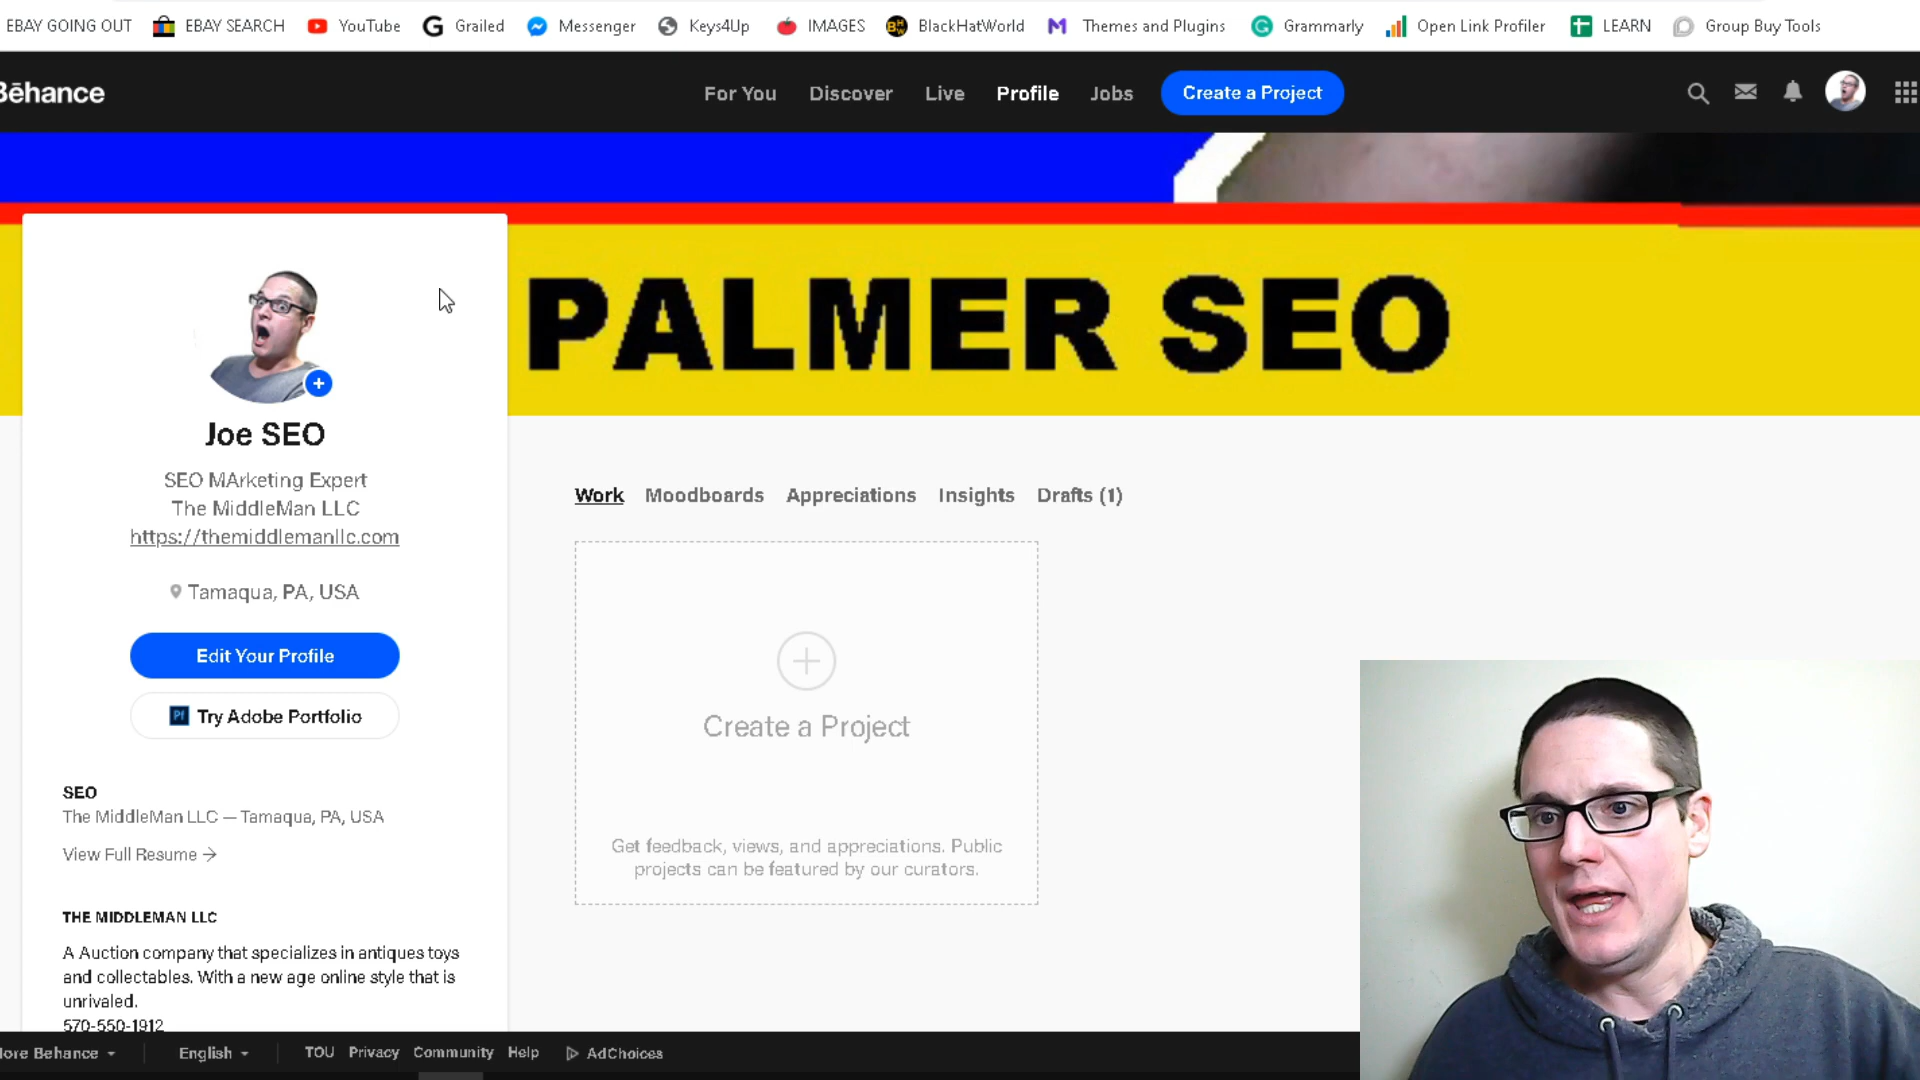 EBAY GOING OUT EBAY SEARCH YouTube Grailed Messenger Keys4Up IMAGES BlackHatWorld Themes and Plugins Grammarly Open Link Profiler LEARN Group Buy Tools
Bēhance For You Discover Live Profile Jobs Create a Project
PALMER SEO
Joe SEO
SEO MArketing Expert
The MiddleMan LLC
https://themiddlemanllc.com
Tamaqua, PA, USA
Edit Your Profile
Pf Try Adobe Portfolio
SEO
The MiddleMan LLC — Tamaqua, PA, USA
View Full Resume →
THE MIDDLEMAN LLC
A Auction company that specializes in antiques toys
and collectables. With a new age online style that is
unrivaled.
570-550-1912
Work Moodboards Appreciations Insights Drafts (1)
Create a Project
Get feedback, views, and appreciations. Public
projects can be featured by our curators.
More Behance English TOU Privacy Community Help AdChoices